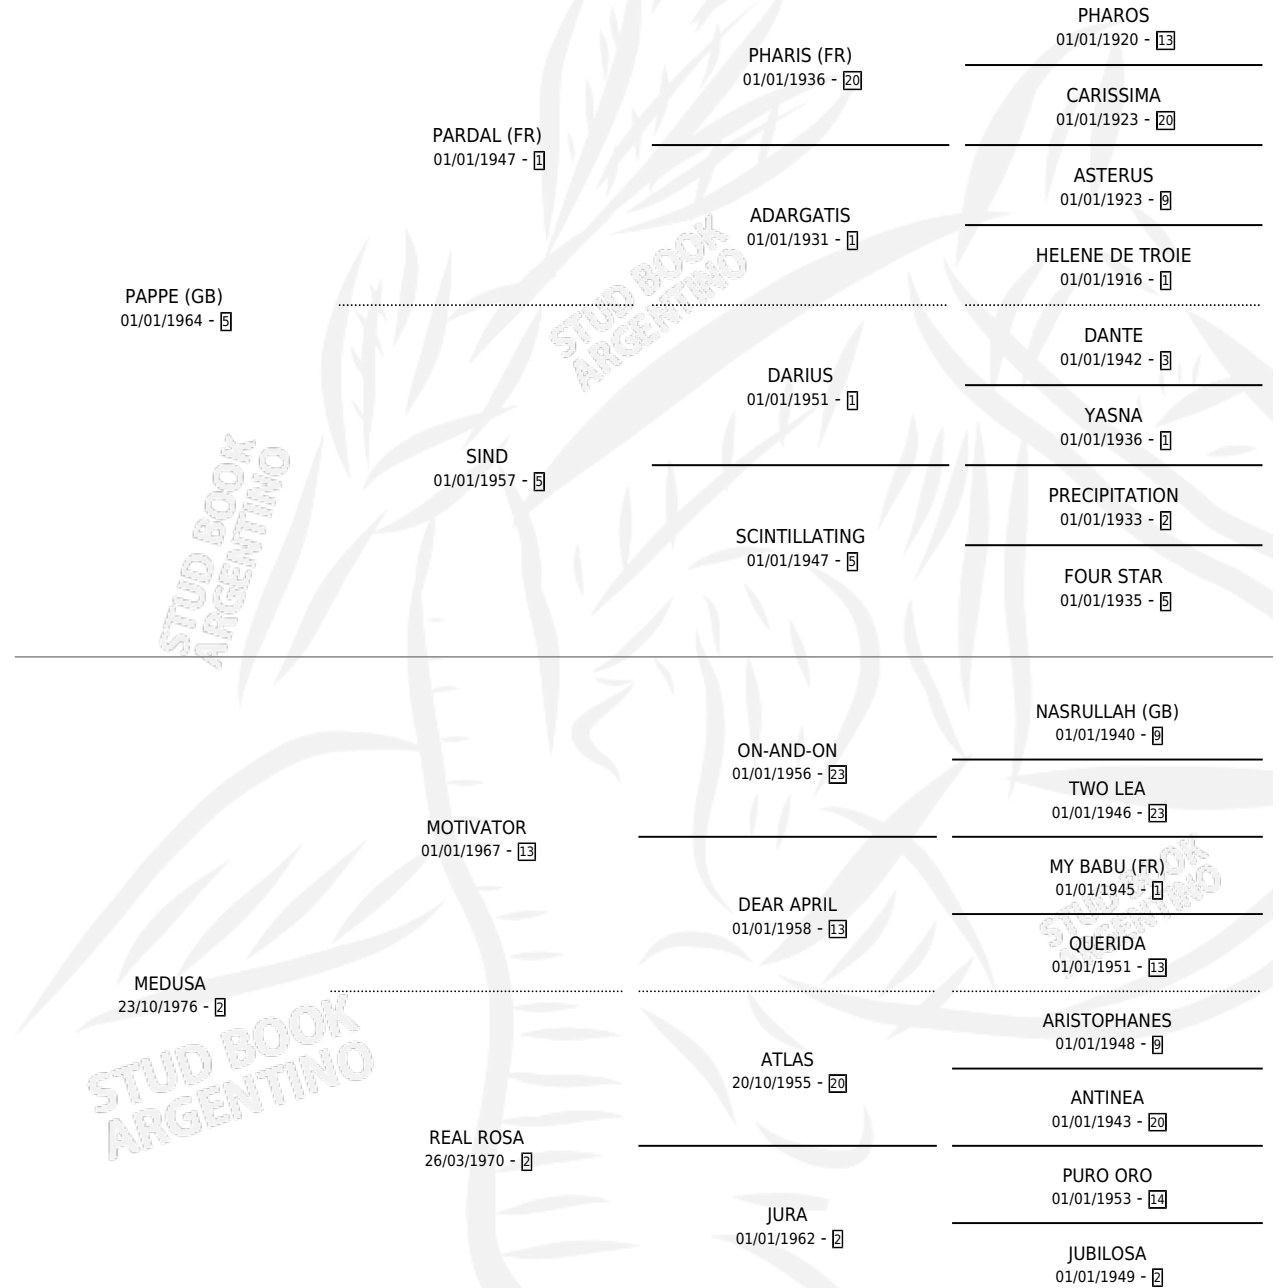 PHAROS
01/01/1920 - 13
PHARIS (FR)
01/01/1936 - 20
CARISSIMA
01/01/1923 - 20
PARDAL (FR)
01/01/1947 - 1
ASTERUS
01/01/1923 - 9
ADARGATIS
01/01/1931 - 1
HELENE DE TROIE
01/01/1916 - 1
PAPPE (GB)
01/01/1964 - 5
DANTE
01/01/1942 - 3
DARIUS
01/01/1951 - 1
YASNA
01/01/1936 - 1
SIND
01/01/1957 - 5
PRECIPITATION
01/01/1933 - 2
SCINTILLATING
01/01/1947 - 5
FOUR STAR
01/01/1935 - 5
STUD BOOK
ARGENTINO
STUD BOOK
ARGENTINO
NASRULLAH (GB)
01/01/1940 - 9
ON-AND-ON
01/01/1956 - 23
TWO LEA
01/01/1946 - 23
MOTIVATOR
01/01/1967 - 13
MY BABU (FR)
01/01/1945 - 1
DEAR APRIL
01/01/1958 - 13
QUERIDA
01/01/1951 - 13
STUD BOOK
ARGENTINO
MEDUSA
23/10/1976 - 2
ARISTOPHANES
01/01/1948 - 9
ATLAS
20/10/1955 - 20
ANTINEA
01/01/1943 - 20
REAL ROSA
26/03/1970 - 2
PURO ORO
01/01/1953 - 14
JURA
01/01/1962 - 2
JUBILOSA
01/01/1949 - 2
STUD BOOK
ARGENTINO